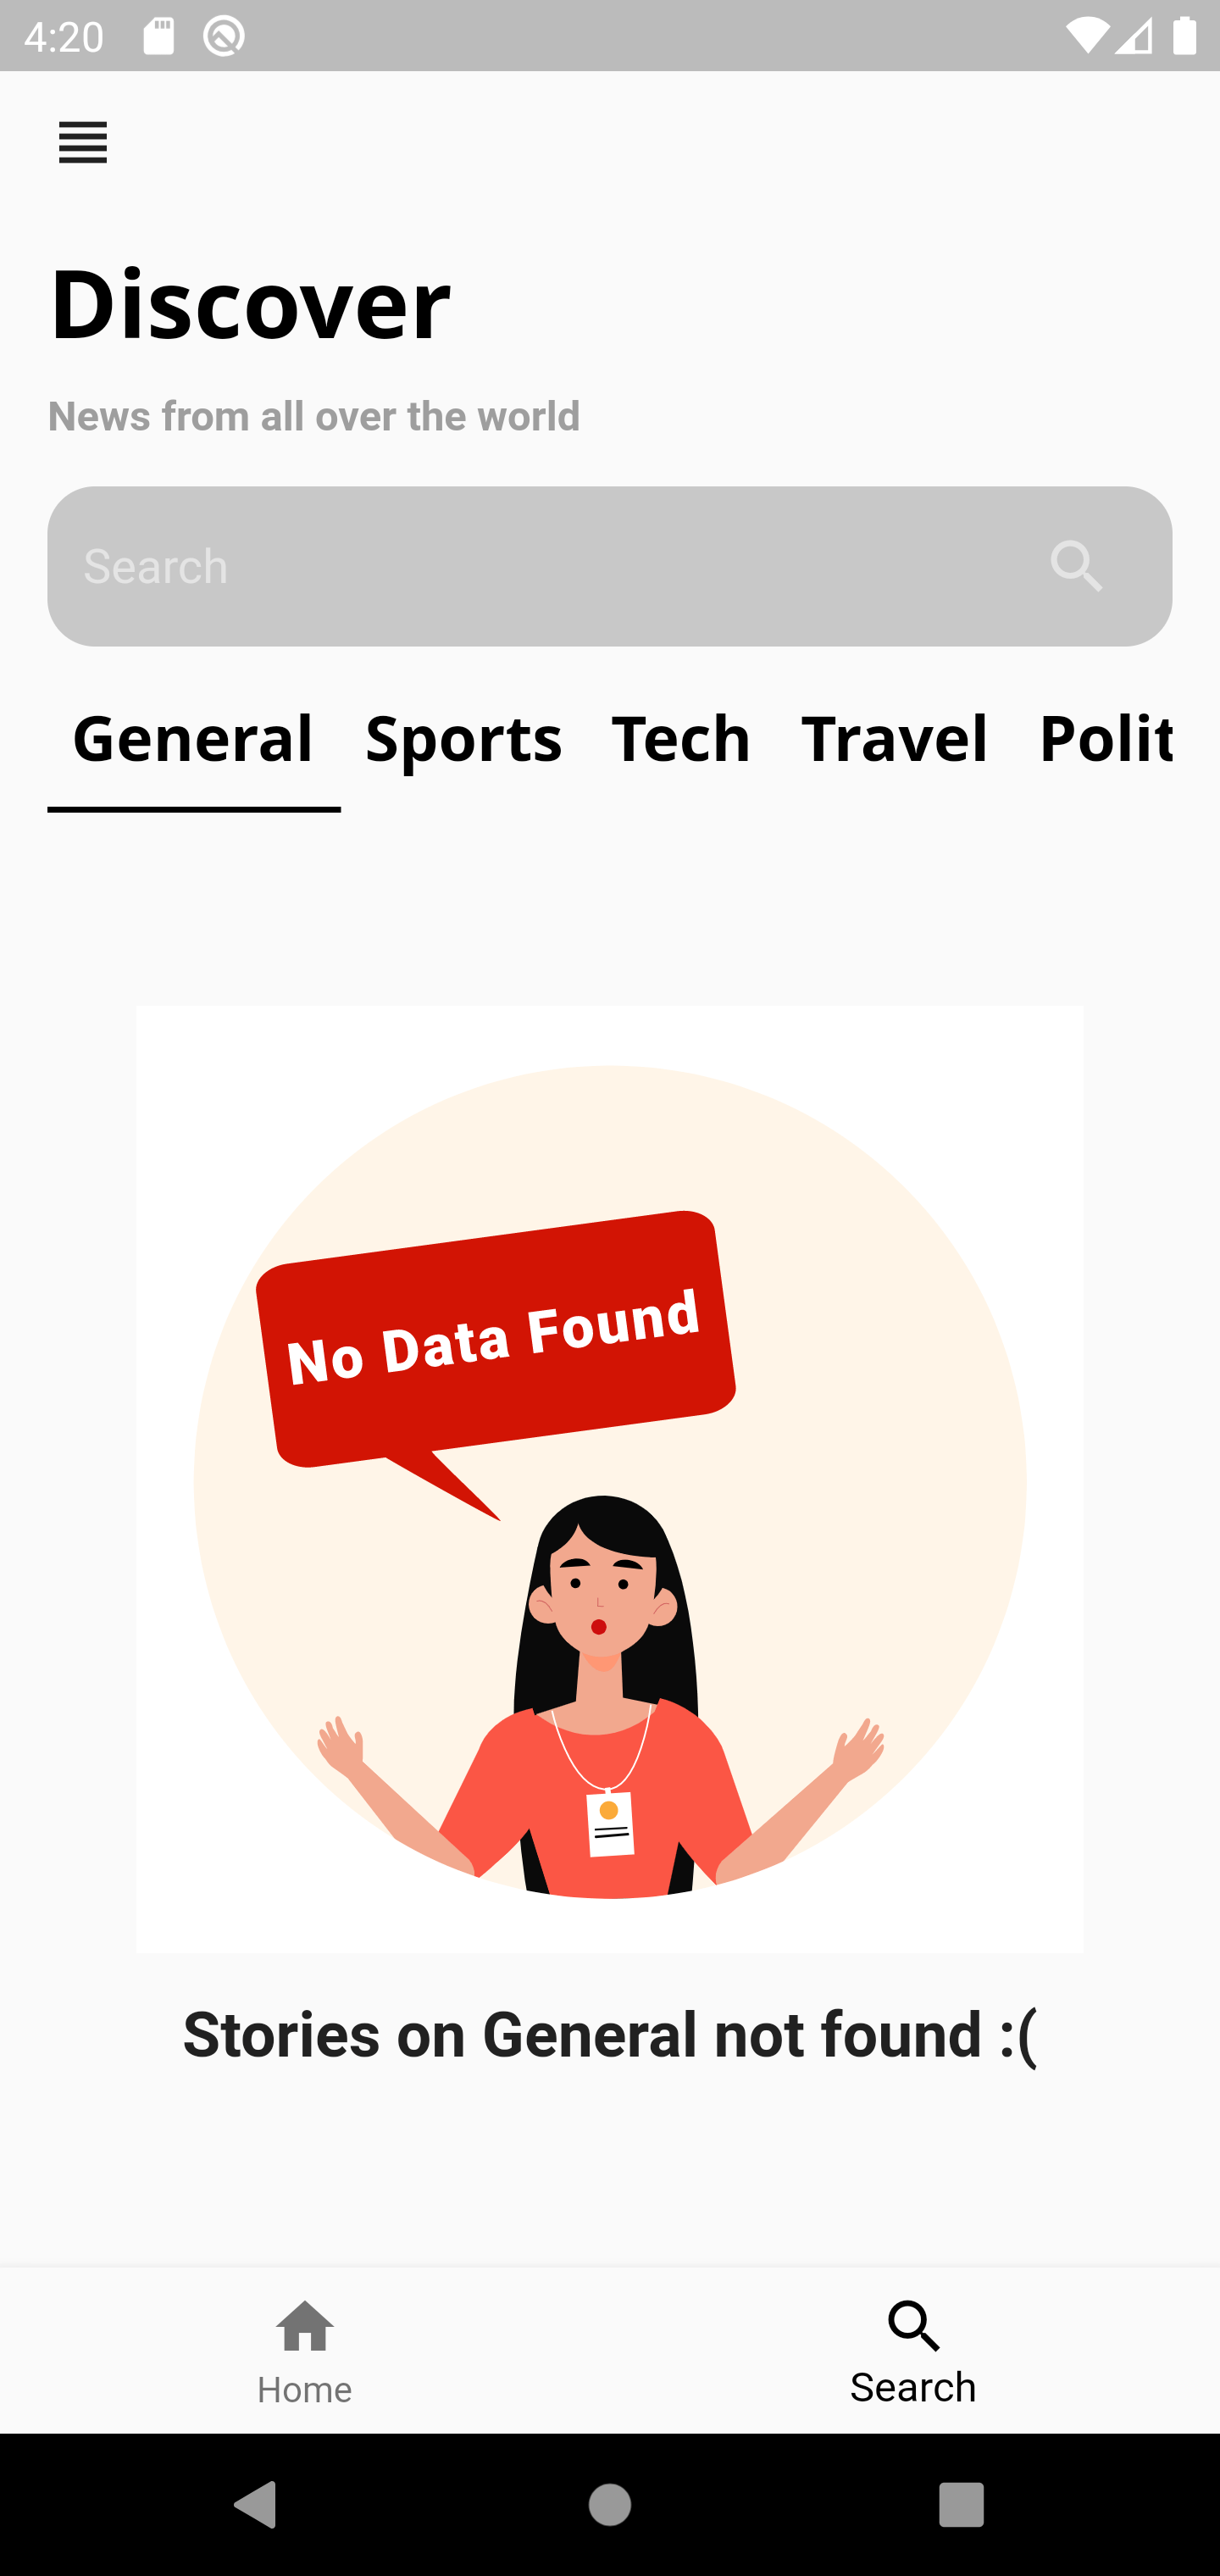 4:20
Discover
News from all over the world
Search
General Sports Tech Travel Polit
No Data Found
Stories on General not found :(
Home Search